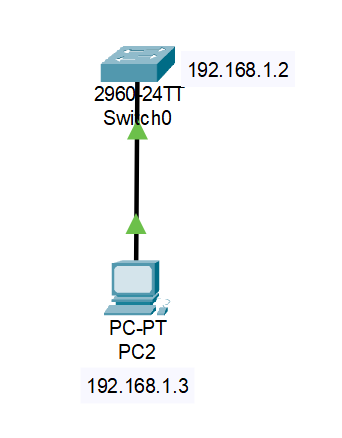 192.168.1.2
2960-24TT
Switch0
PC-PT
PC2
192.168.1.3